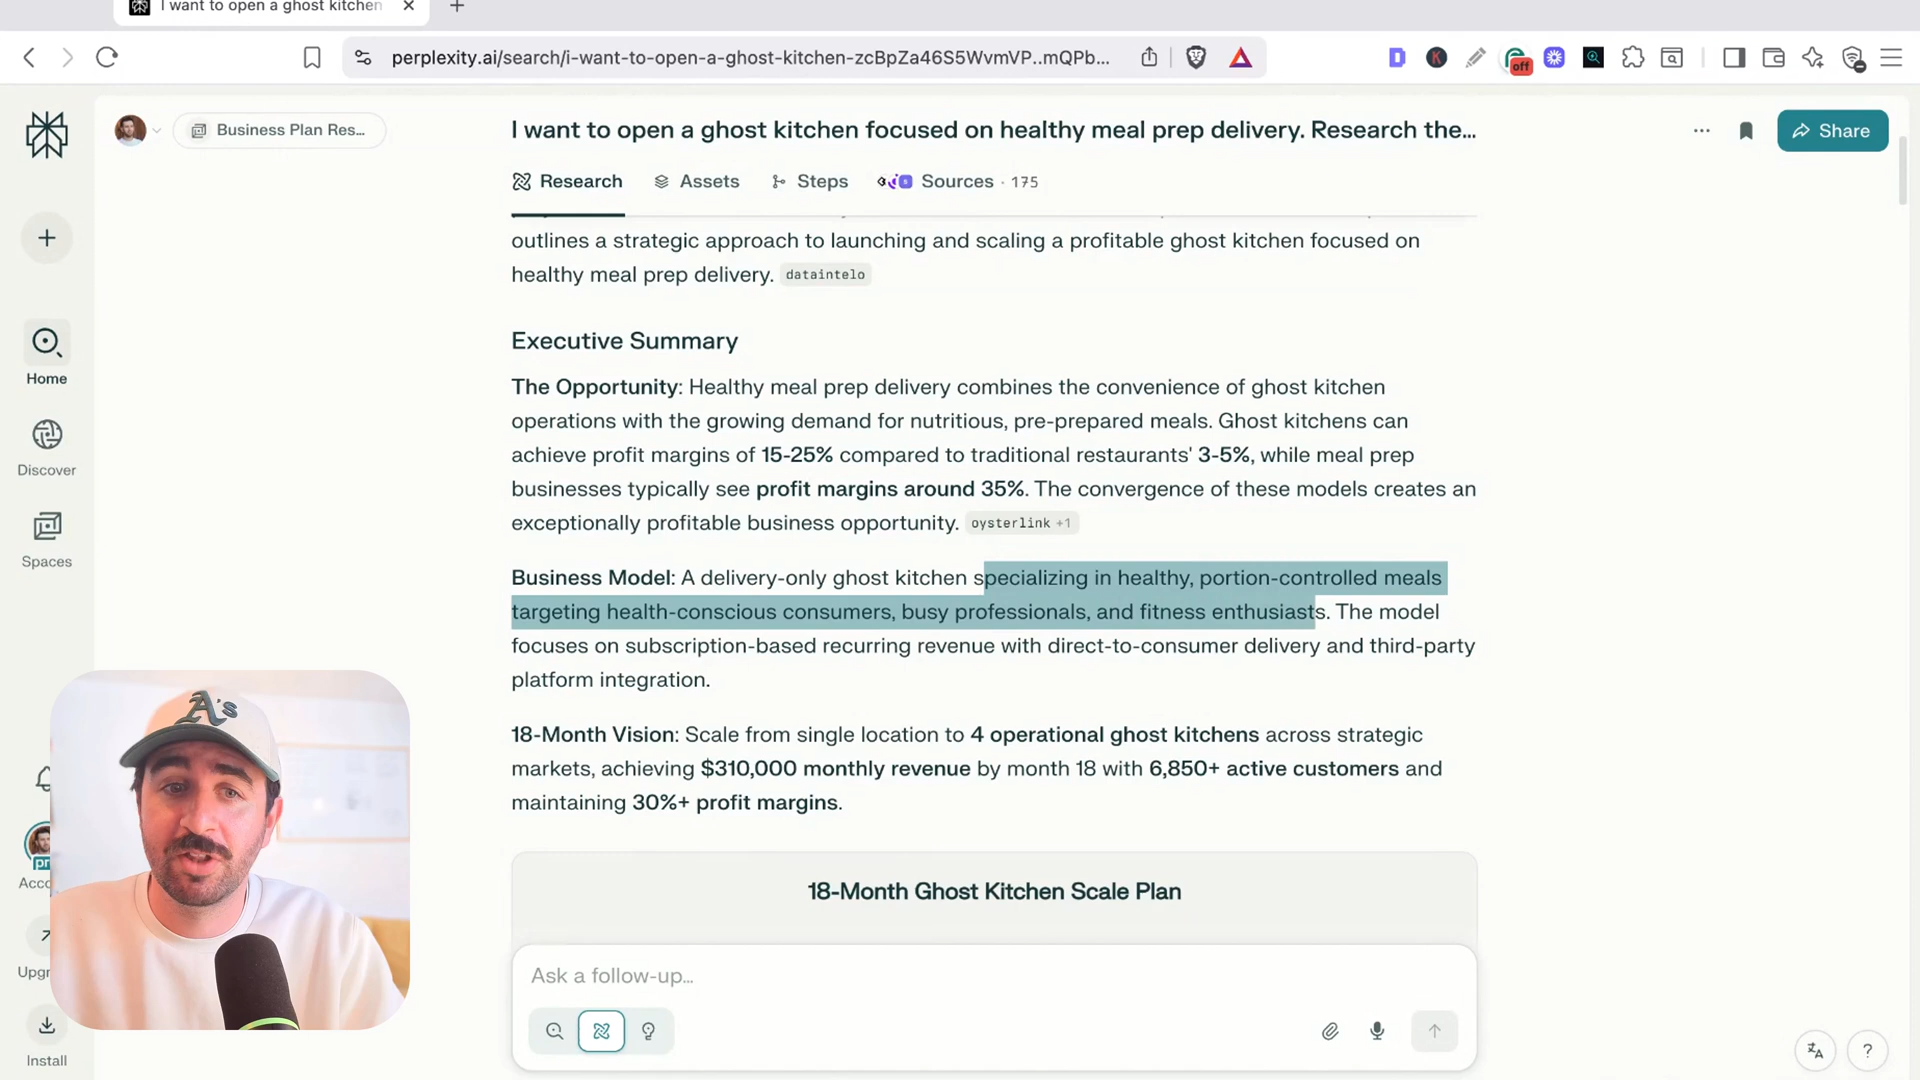 I want to open a ghost kitchen
perplexity.ai/search/i-want-to-open-a-ghost-kitchen-zcBpZa46S5WvmVP..mQPb...
off
Business Plan Res...
I want to open a ghost kitchen focused on healthy meal prep delivery. Research the...
Share
Research
Assets
Steps
Sources · 175
outlines a strategic approach to launching and scaling a profitable ghost kitchen focused on
healthy meal prep delivery. dataintelo
Executive Summary
The Opportunity: Healthy meal prep delivery combines the convenience of ghost kitchen
operations with the growing demand for nutritious, pre-prepared meals. Ghost kitchens can
achieve profit margins of 15-25% compared to traditional restaurants' 3-5%, while meal prep
businesses typically see profit margins around 35%. The convergence of these models creates an
exceptionally profitable business opportunity. oysterlink +1
Business Model: A delivery-only ghost kitchen specializing in healthy, portion-controlled meals
targeting health-conscious consumers, busy professionals, and fitness enthusiasts. The model
focuses on subscription-based recurring revenue with direct-to-consumer delivery and third-party
platform integration.
18-Month Vision: Scale from single location to 4 operational ghost kitchens across strategic
markets, achieving $310,000 monthly revenue by month 18 with 6,850+ active customers and
maintaining 30%+ profit margins.
18-Month Ghost Kitchen Scale Plan
Ask a follow-up...
Home
Discover
Spaces
pr
Acco
Upgr
Install
A's
D
K
?